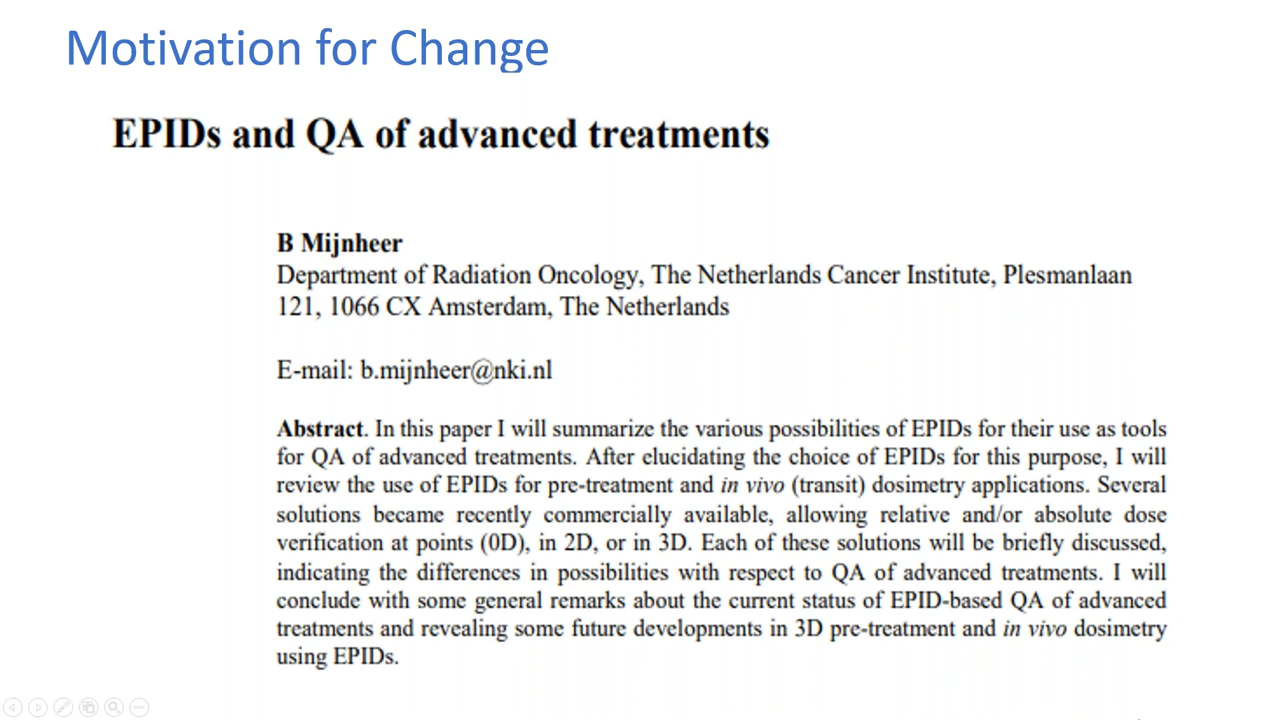 Motivation for Change
EPIDs and QA of advanced treatments
B Mijnheer
Department of Radiation Oncology, The Netherlands Cancer Institute, Plesmanlaan
121, 1066 CX Amsterdam, The Netherlands
E-mail: b.mijnheer@nki.nl
Abstract. In this paper I will summarize the various possibilities of EPIDs for their use as tools
for QA of advanced treatments. After elucidating the choice of EPIDs for this purpose, I will
review the use of EPIDs for pre-treatment and in vivo (transit) dosimetry applications. Several
solutions became recently commercially available, allowing relative and/or absolute dose
verification at points (0D), in 2D, or in 3D. Each of these solutions will be briefly discussed,
indicating the differences in possibilities with respect to QA of advanced treatments. I will
conclude with some general remarks about the current status of EPID-based QA of advanced
treatments and revealing some future developments in 3D pre-treatment and in vivo dosimetry
using EPIDs.